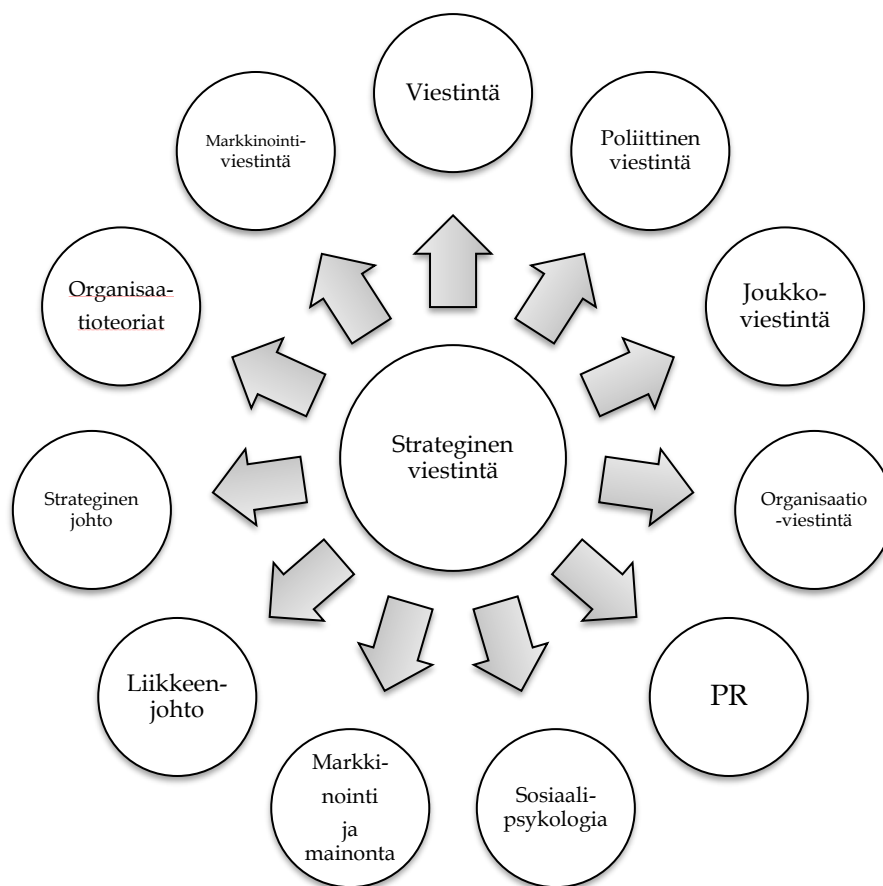 Viestintä
Poliittinen
viestintä
Joukko-
viestintä
Organisaatio
-viestintä
PR
Sosiaali-
psykologia
Markki-
nointi
ja
mainonta
Liikkeen-
johto
Strateginen
johto
Organisaa-
tioteoriat
Markkinointi-
viestintä
Strateginen
viestintä